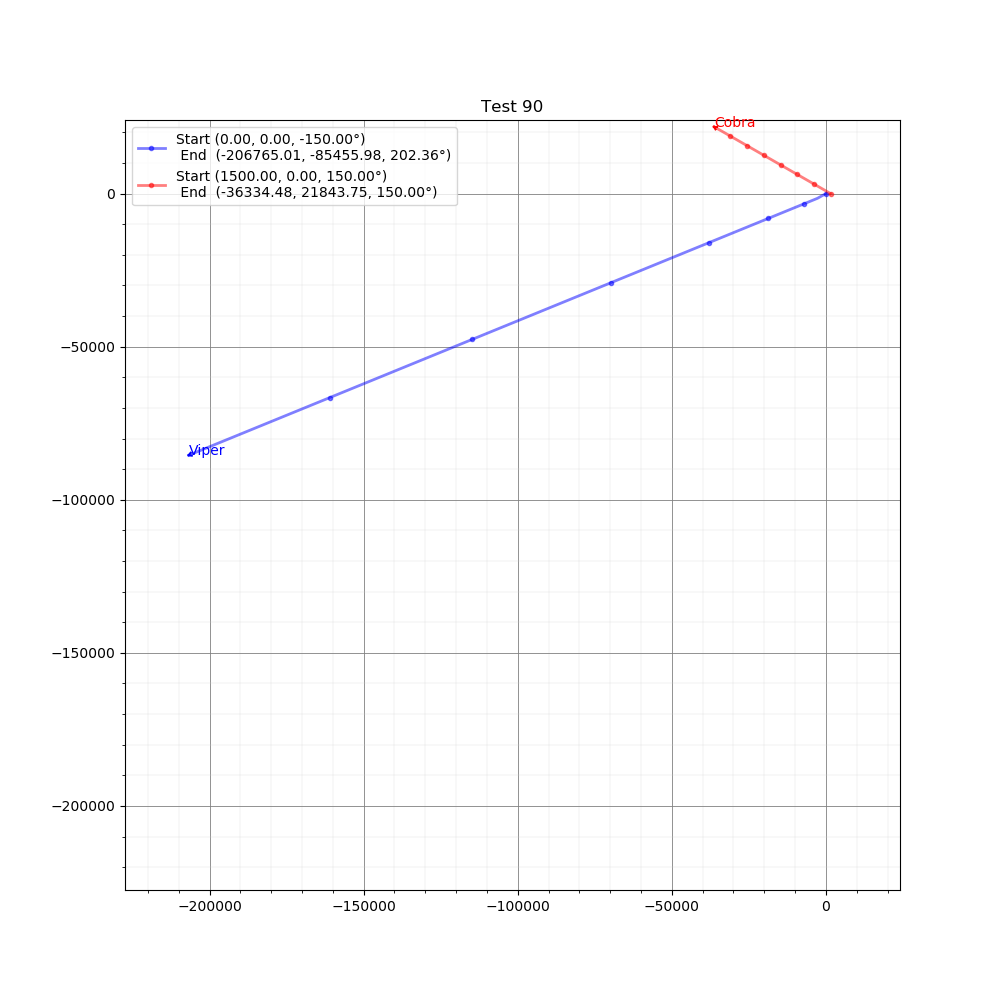 Test 90
Cobra
Start (0.00, 0.00, -150.00°)
End (-206765.01, -85455.98, 202.36°)
Start (1500.00, 0.00, 150.00°)
End (-36334.48, 21843.75, 150.00°)
0
−50000
Viper
−100000
−150000
−200000
−200000 −150000 −100000 −50000 0